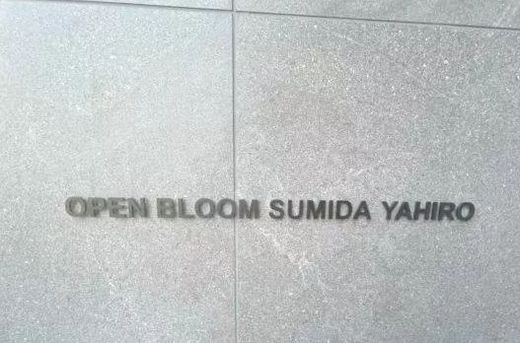 OPEN BLOOM SUMIDA YAHIRO